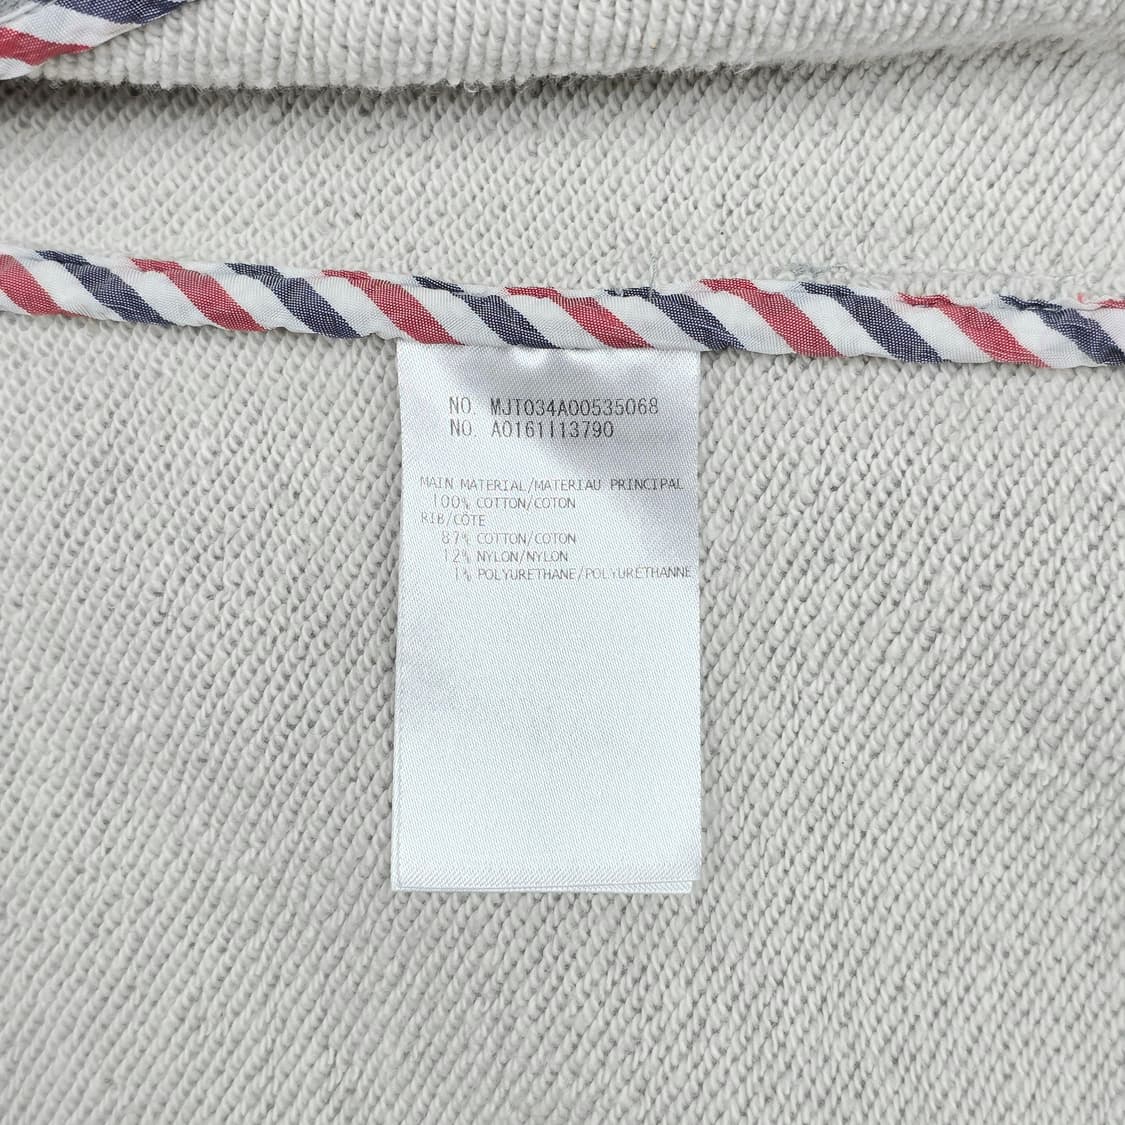 NO. MJT034A00535068
NO. A0161113790
MAIN MATERIAL/MATERIAU PRINCIPAL
100% COTTON/COTON
RIB/CÔTE
87% COTTON/COTON
12% NYLON/NYLON
1% POLYURETHANE/POLYURÉTHANNE